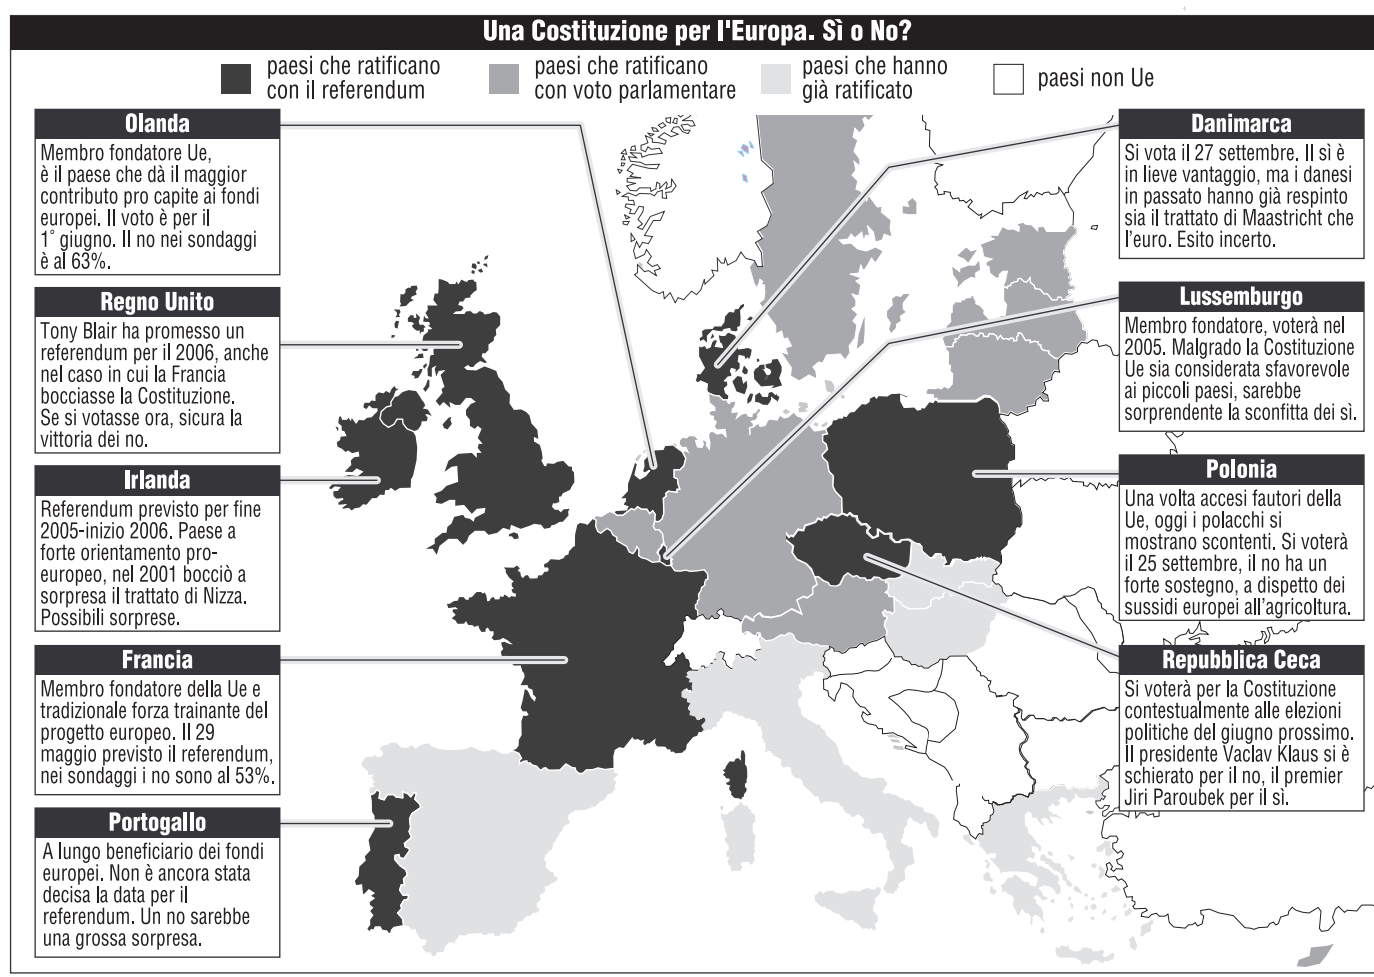 Una Costituzione per l'Europa. Sì o No?
paesi che ratificano
con il referendum
paesi che ratificano
con voto parlamentare
paesi che hanno
già ratificato
paesi non Ue
Olanda
Membro fondatore Ue,
è il paese che dà il maggior
contributo pro capite ai fondi
europei. Il voto è per il
1° giugno. Il no nei sondaggi
è al 63%.
Regno Unito
Tony Blair ha promesso un
referendum per il 2006, anche
nel caso in cui la Francia
bocciasse la Costituzione.
Se si votasse ora, sicura la
vittoria dei no.
Irlanda
Referendum previsto per fine
2005-inizio 2006. Paese a
forte orientamento pro-
europeo, nel 2001 bocciò a
sorpresa il trattato di Nizza.
Possibili sorprese.
Francia
Membro fondatore della Ue e
tradizionale forza trainante del
progetto europeo. Il 29
maggio previsto il referendum,
nei sondaggi i no sono al 53%.
Portogallo
A lungo beneficiario dei fondi
europei. Non è ancora stata
decisa la data per il
referendum. Un no sarebbe
una grossa sorpresa.
Danimarca
Si vota il 27 settembre. Il sì è
in lieve vantaggio, ma i danesi
in passato hanno già respinto
sia il trattato di Maastricht che
l'euro. Esito incerto.
Lussemburgo
Membro fondatore, voterà nel
2005. Malgrado la Costituzione
Ue sia considerata sfavorevole
ai piccoli paesi, sarebbe
sorprendente la sconfitta dei sì.
Polonia
Una volta accesi fautori della
Ue, oggi i polacchi si
mostrano scontenti. Si voterà
il 25 settembre, il no ha un
forte sostegno, a dispetto dei
sussidi europei all'agricoltura.
Repubblica Ceca
Si voterà per la Costituzione
contestualmente alle elezioni
politiche del giugno prossimo.
Il presidente Vaclav Klaus si è
schierato per il no, il premier
Jiri Paroubek per il sì.